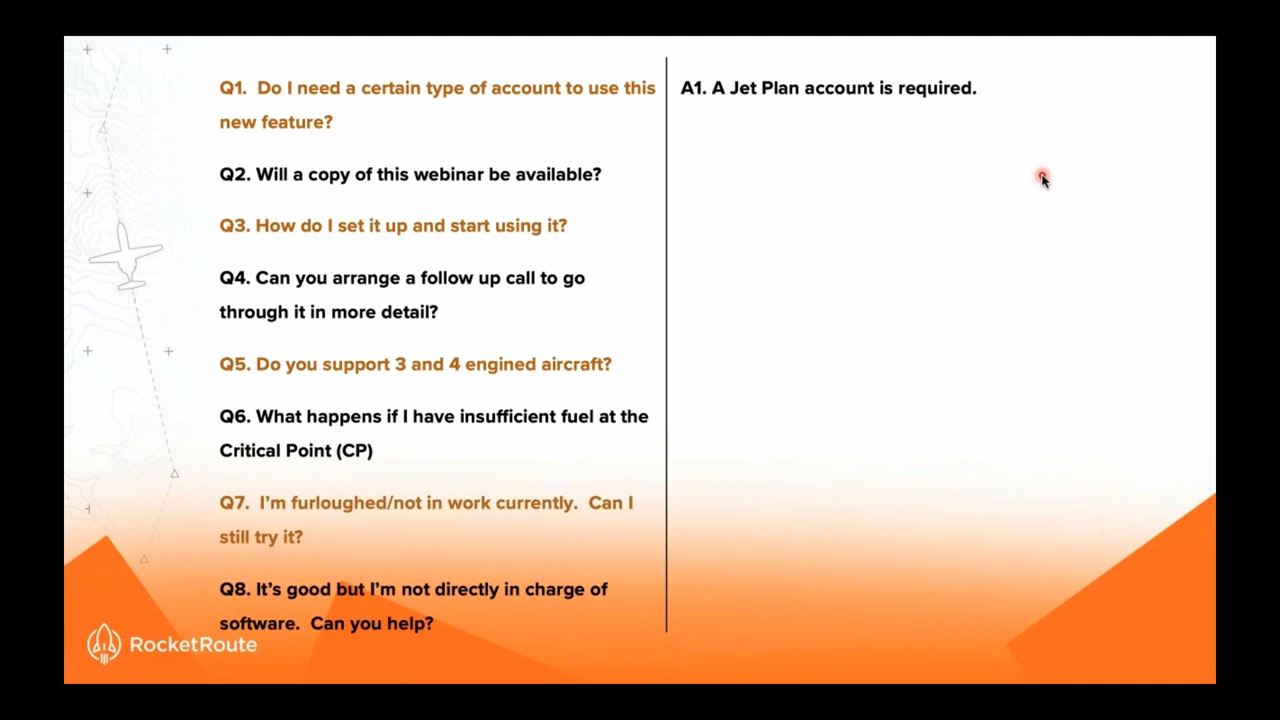 Q1.  Do I need a certain type of account to use this
new feature?
Q2. Will a copy of this webinar be available?
Q3. How do I set it up and start using it?
Q4. Can you arrange a follow up call to go
through it in more detail?
Q5. Do you support 3 and 4 engined aircraft?
Q6. What happens if I have insufficient fuel at the
Critical Point (CP)
Q7.  I’m furloughed/not in work currently.  Can I
still try it?
Q8. It’s good but I’m not directly in charge of
software.  Can you help?
A1. A Jet Plan account is required.
RocketRoute